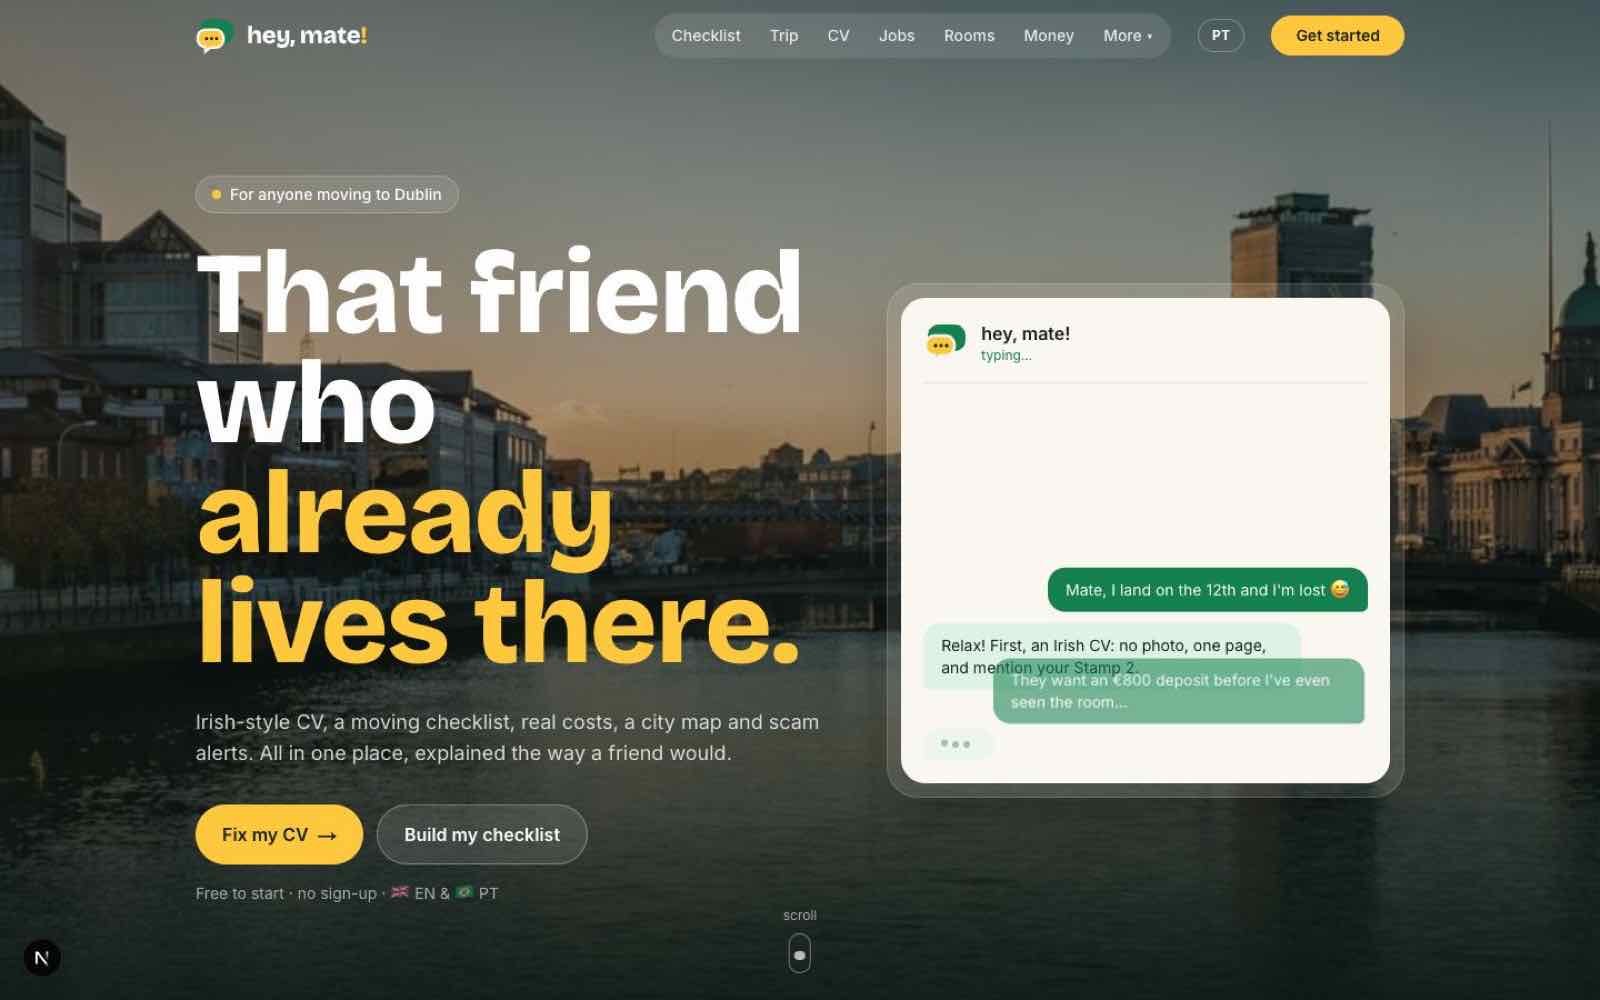 hey, mate!
Checklist Trip CV Jobs Rooms Money More ▾
PT
Get started
For anyone moving to Dublin
That friend
who
already
lives there.
Irish-style CV, a moving checklist, real costs, a city map and scam
alerts. All in one place, explained the way a friend would.
Fix my CV →
Build my checklist
Free to start · no sign-up · 🇬🇧 EN & 🇧🇷 PT
hey, mate!
typing...
Mate, I land on the 12th and I'm lost 😅
Relax! First, an Irish CV: no photo, one page,
and mention your Stamp 2.
They want an €800 deposit before I've even
seen the room...
scroll
N